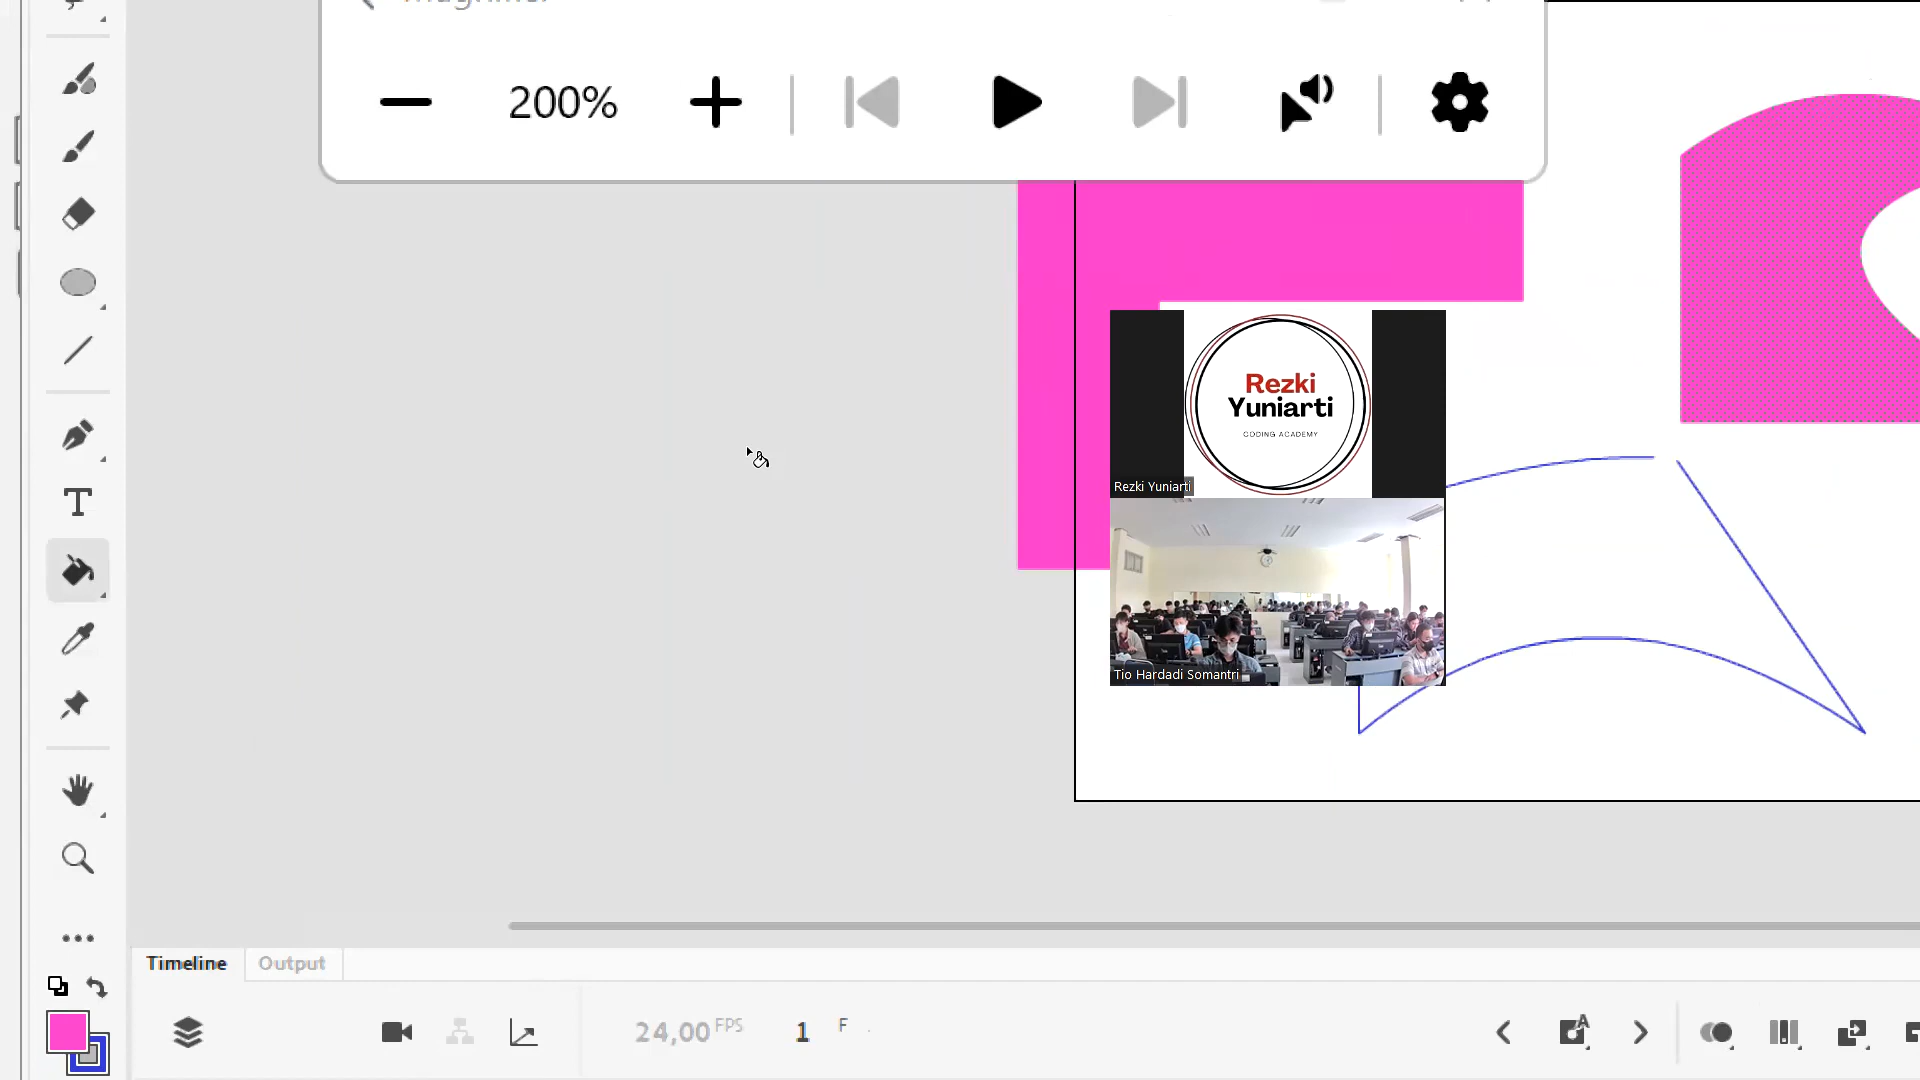 200%
Rezki
Yuniarti
CODING ACADEMY
Rezki Yuniarti
Tio Hardadi Somantri
T
Timeline
Output
24,00 FPS
1
F
A